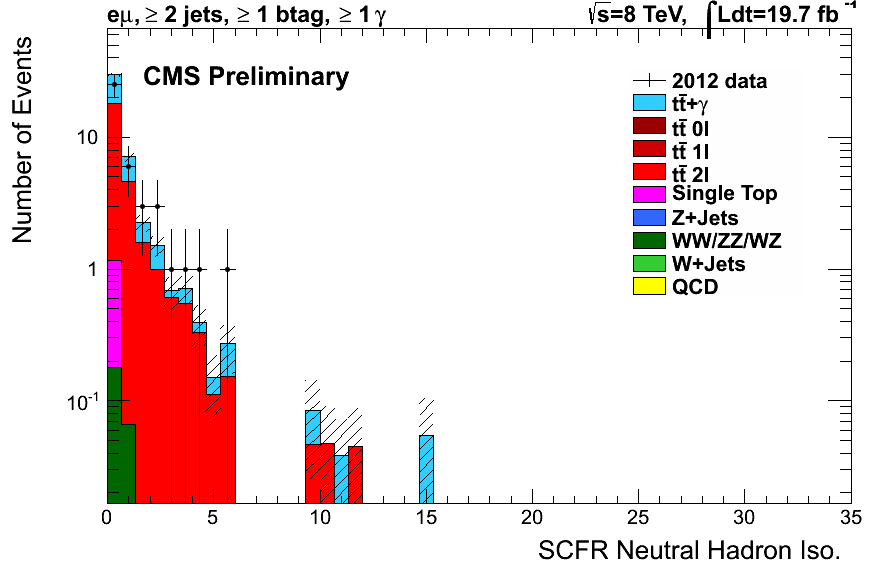 eμ, ≥ 2 jets, ≥ 1 btag, ≥ 1 γ
√s=8 TeV, ∫Ldt=19.7 fb⁻¹
CMS Preliminary
2012 data
tt̄+γ
tt̄ 0l
tt̄ 1l
tt̄ 2l
Single Top
Z+Jets
WW/ZZ/WZ
W+Jets
QCD
Number of Events
10
1
10⁻¹
0 5 10 15 20 25 30 35
SCFR Neutral Hadron Iso.